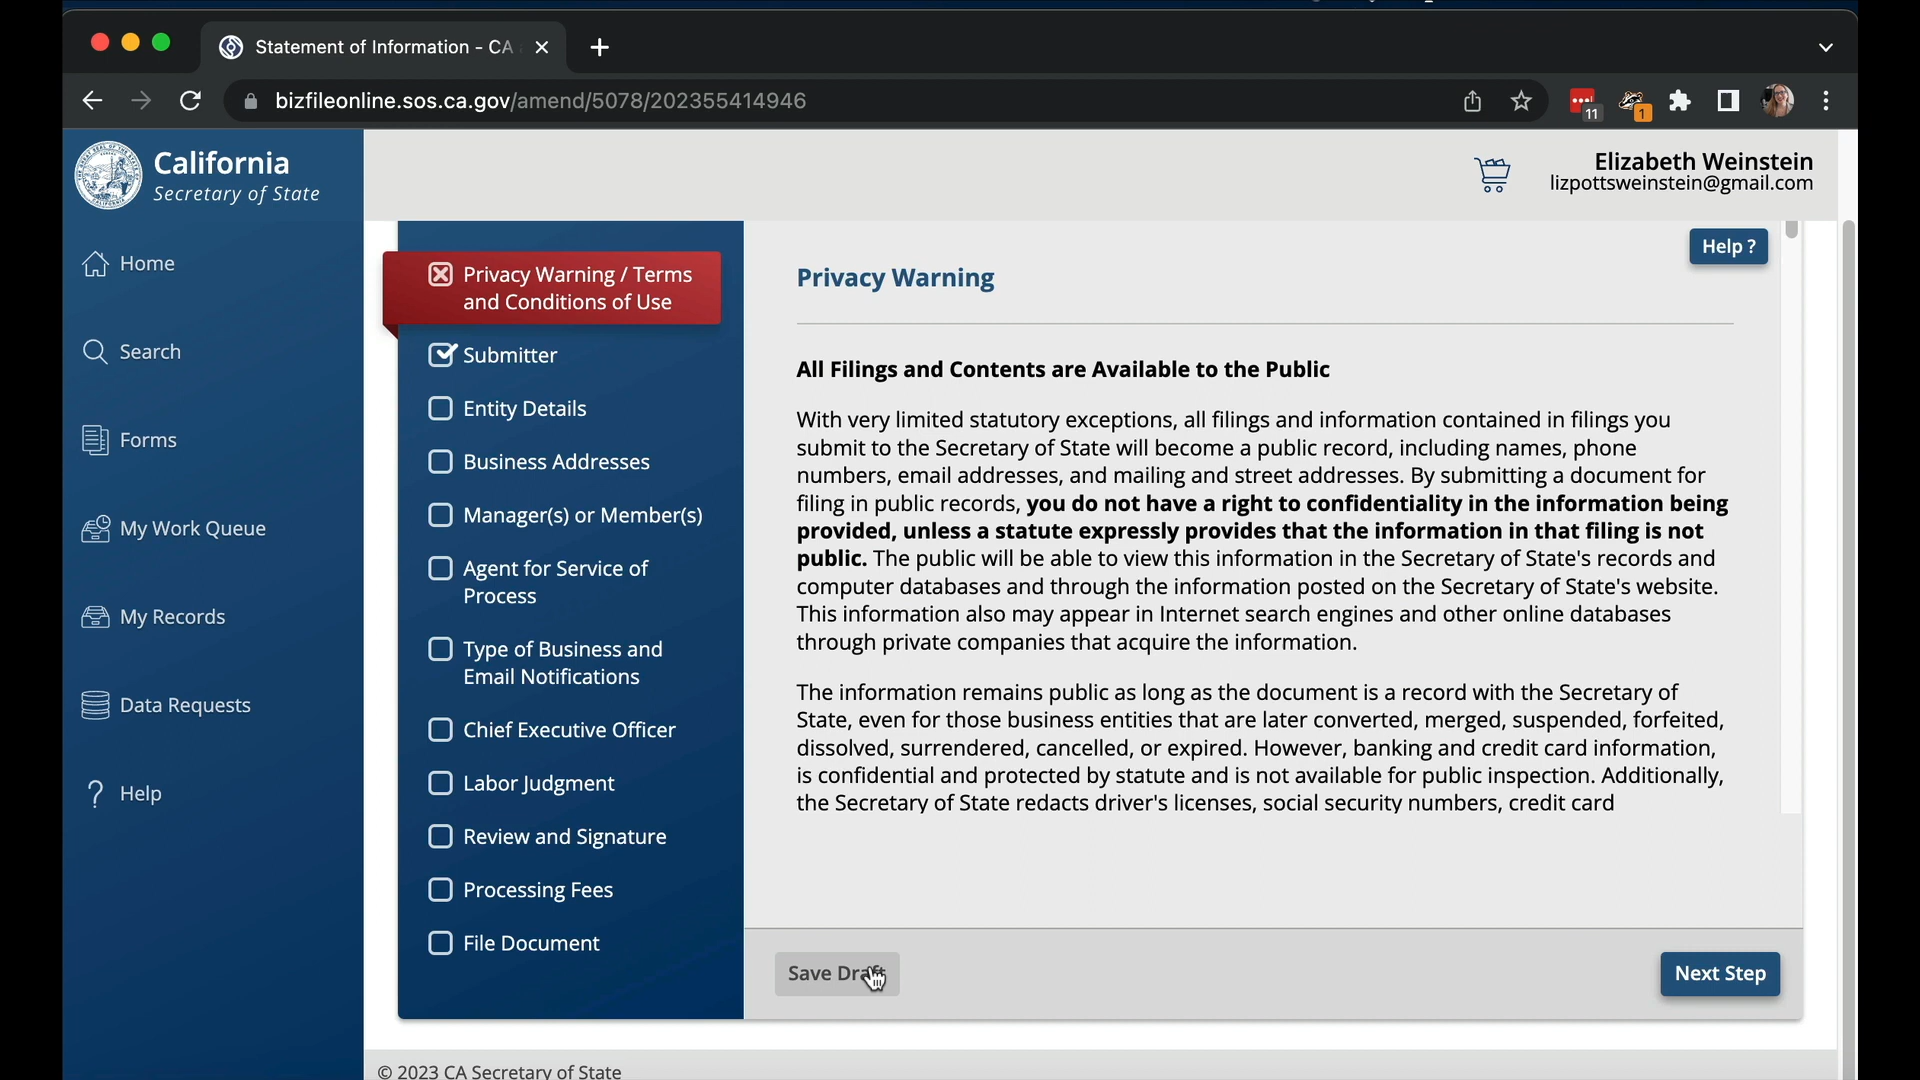 Statement of Information - CA
bizfileonline.sos.ca.gov/amend/5078/202355414946
11
1
California
Secretary of State
Elizabeth Weinstein
lizpottsweinstein@gmail.com
Home
Search
Forms
My Work Queue
My Records
Data Requests
Help
Privacy Warning / Terms
and Conditions of Use
Submitter
Entity Details
Business Addresses
Manager(s) or Member(s)
Agent for Service of
Process
Type of Business and
Email Notifications
Chief Executive Officer
Labor Judgment
Review and Signature
Processing Fees
File Document
Help ?
Privacy Warning
All Filings and Contents are Available to the Public
With very limited statutory exceptions, all filings and information contained in filings you
submit to the Secretary of State will become a public record, including names, phone
numbers, email addresses, and mailing and street addresses. By submitting a document for
filing in public records, you do not have a right to confidentiality in the information being
provided, unless a statute expressly provides that the information in that filing is not
public. The public will be able to view this information in the Secretary of State's records and
computer databases and through the information posted on the Secretary of State's website.
This information also may appear in Internet search engines and other online databases
through private companies that acquire the information.
The information remains public as long as the document is a record with the Secretary of
State, even for those business entities that are later converted, merged, suspended, forfeited,
dissolved, surrendered, cancelled, or expired. However, banking and credit card information,
is confidential and protected by statute and is not available for public inspection. Additionally,
the Secretary of State redacts driver's licenses, social security numbers, credit card
Save Draft
Next Step
© 2023 CA Secretary of State